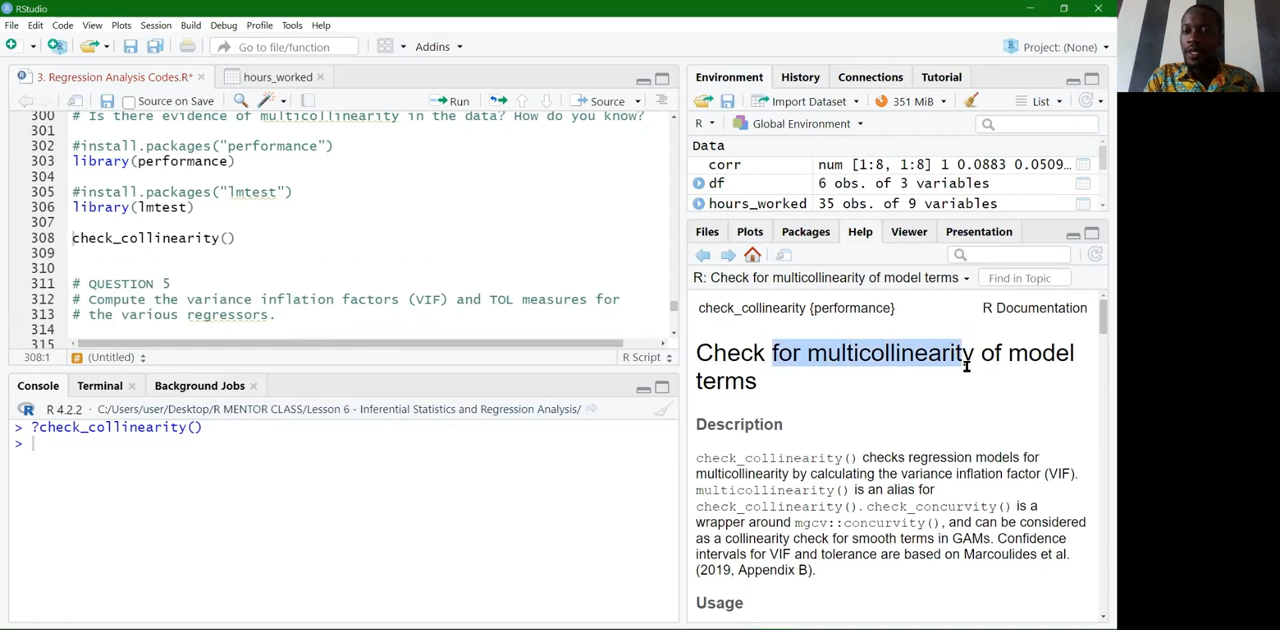 RStudio
File Edit Code View Plots Session Build Debug Profile Tools Help
Go to file/function
Addins
Project: (None)
3. Regression Analysis Codes.R*
hours_worked
Source on Save
Run
Source
300 # Is there evidence of multicollinearity in the data? How do you know?
301
302 #install.packages("performance")
303 library(performance)
304
305 #install.packages("lmtest")
306 library(lmtest)
307
308 check_collinearity()
309
310
311 # QUESTION 5
312 # Compute the variance inflation factors (VIF) and TOL measures for
313 # the various regressors.
314
315
308:1 (Untitled) R Script
Console Terminal Background Jobs
R 4.2.2 · C:/Users/user/Desktop/R MENTOR CLASS/Lesson 6 - Inferential Statistics and Regression Analysis/
> ?check_collinearity()
>
Environment History Connections Tutorial
Import Dataset 351 MiB List
R Global Environment
Data
corr num [1:8, 1:8] 1 0.0883 0.0509…
df 6 obs. of 3 variables
hours_worked 35 obs. of 9 variables
Files Plots Packages Help Viewer Presentation
R: Check for multicollinearity of model terms Find in Topic
check_collinearity {performance} R Documentation
Check for multicollinearity of model
terms
Description
check_collinearity() checks regression models for
multicollinearity by calculating the variance inflation factor (VIF).
multicollinearity() is an alias for
check_collinearity(). check_concurvity() is a
wrapper around mgcv::concurvity(), and can be considered
as a collinearity check for smooth terms in GAMs. Confidence
intervals for VIF and tolerance are based on Marcoulides et al.
(2019, Appendix B).
Usage